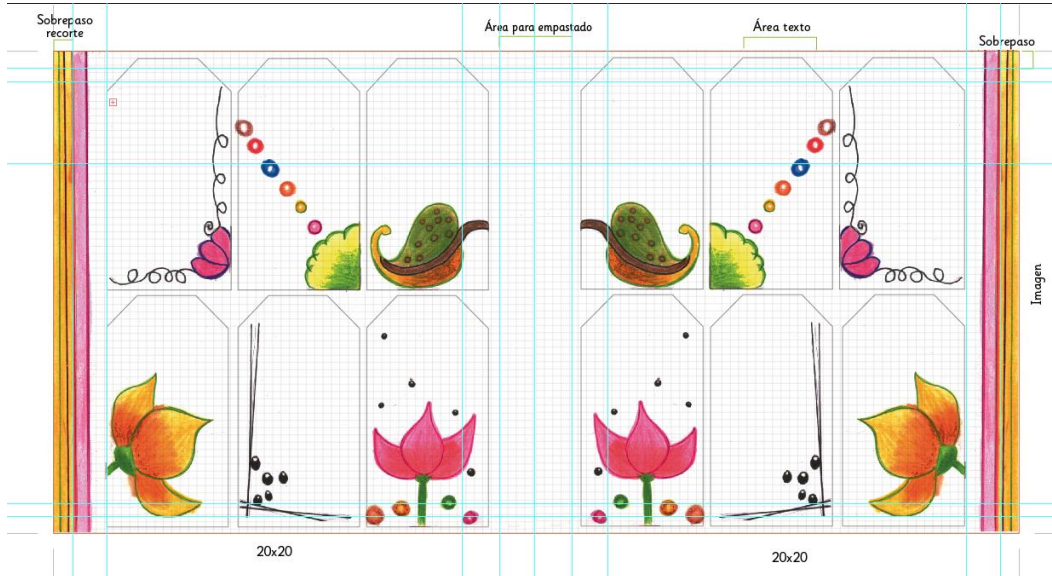 Sobrepaso
recorte
Área para empastado
Área texto
Sobrepaso
Imagen
20x20
20x20